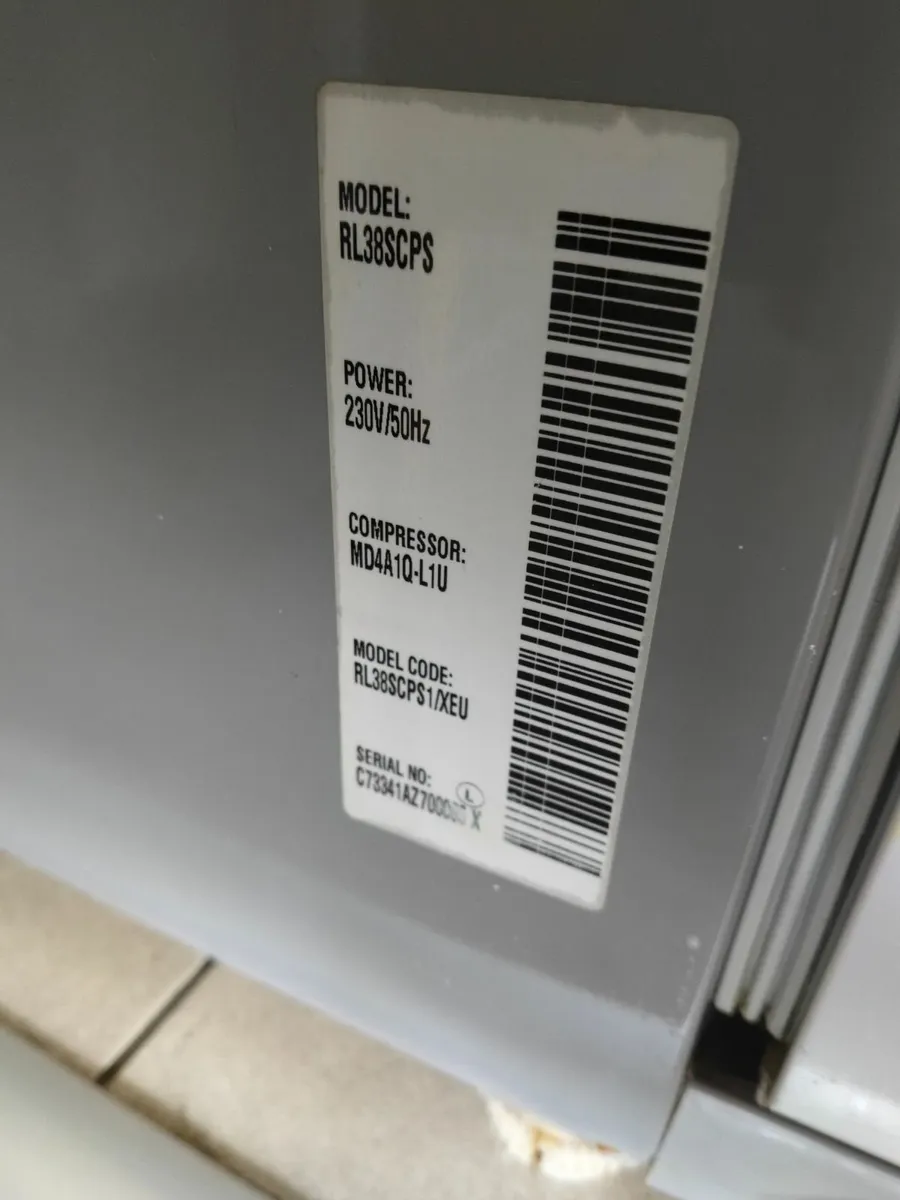 MODEL:
RL38SCPS
POWER:
230V/50Hz
COMPRESSOR:
MD4A1Q-L1U
MODEL CODE:
RL38SCPS1/XEU
SERIAL NO:
L